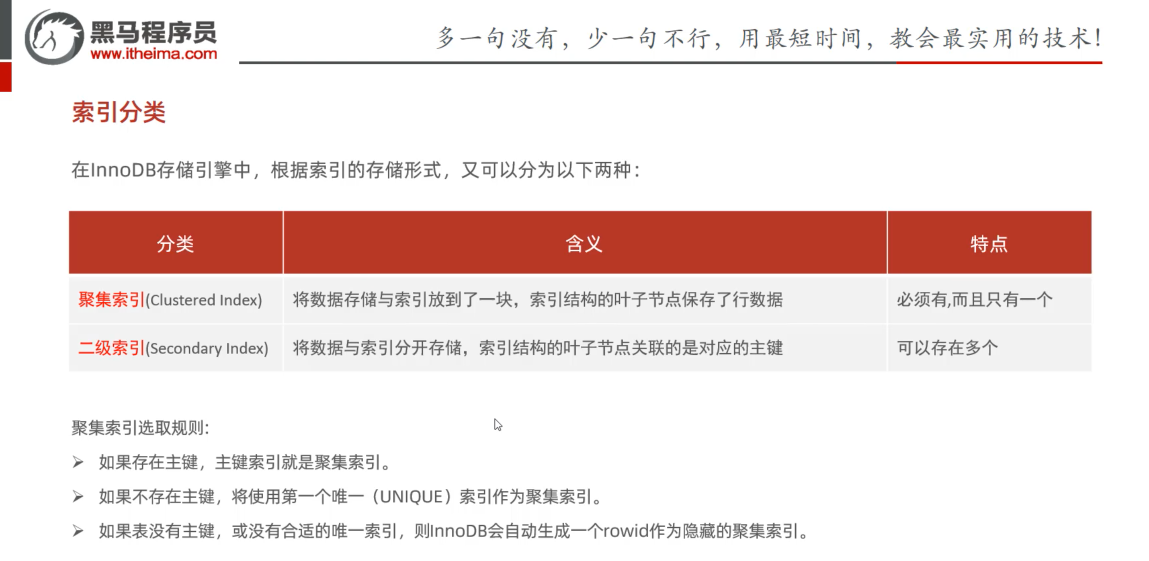 黑马程序员
www.itheima.com
多一句没有，少一句不行，用最短时间，教会最实用的技术！
索引分类
在InnoDB存储引擎中，根据索引的存储形式，又可以分为以下两种：
分类 含义 特点
聚集索引(Clustered Index) 将数据存储与索引放到了一块，索引结构的叶子节点保存了行数据 必须有,而且只有一个
二级索引(Secondary Index) 将数据与索引分开存储，索引结构的叶子节点关联的是对应的主键 可以存在多个
聚集索引选取规则:
➢ 如果存在主键，主键索引就是聚集索引。
➢ 如果不存在主键，将使用第一个唯一（UNIQUE）索引作为聚集索引。
➢ 如果表没有主键，或没有合适的唯一索引，则InnoDB会自动生成一个rowid作为隐藏的聚集索引。